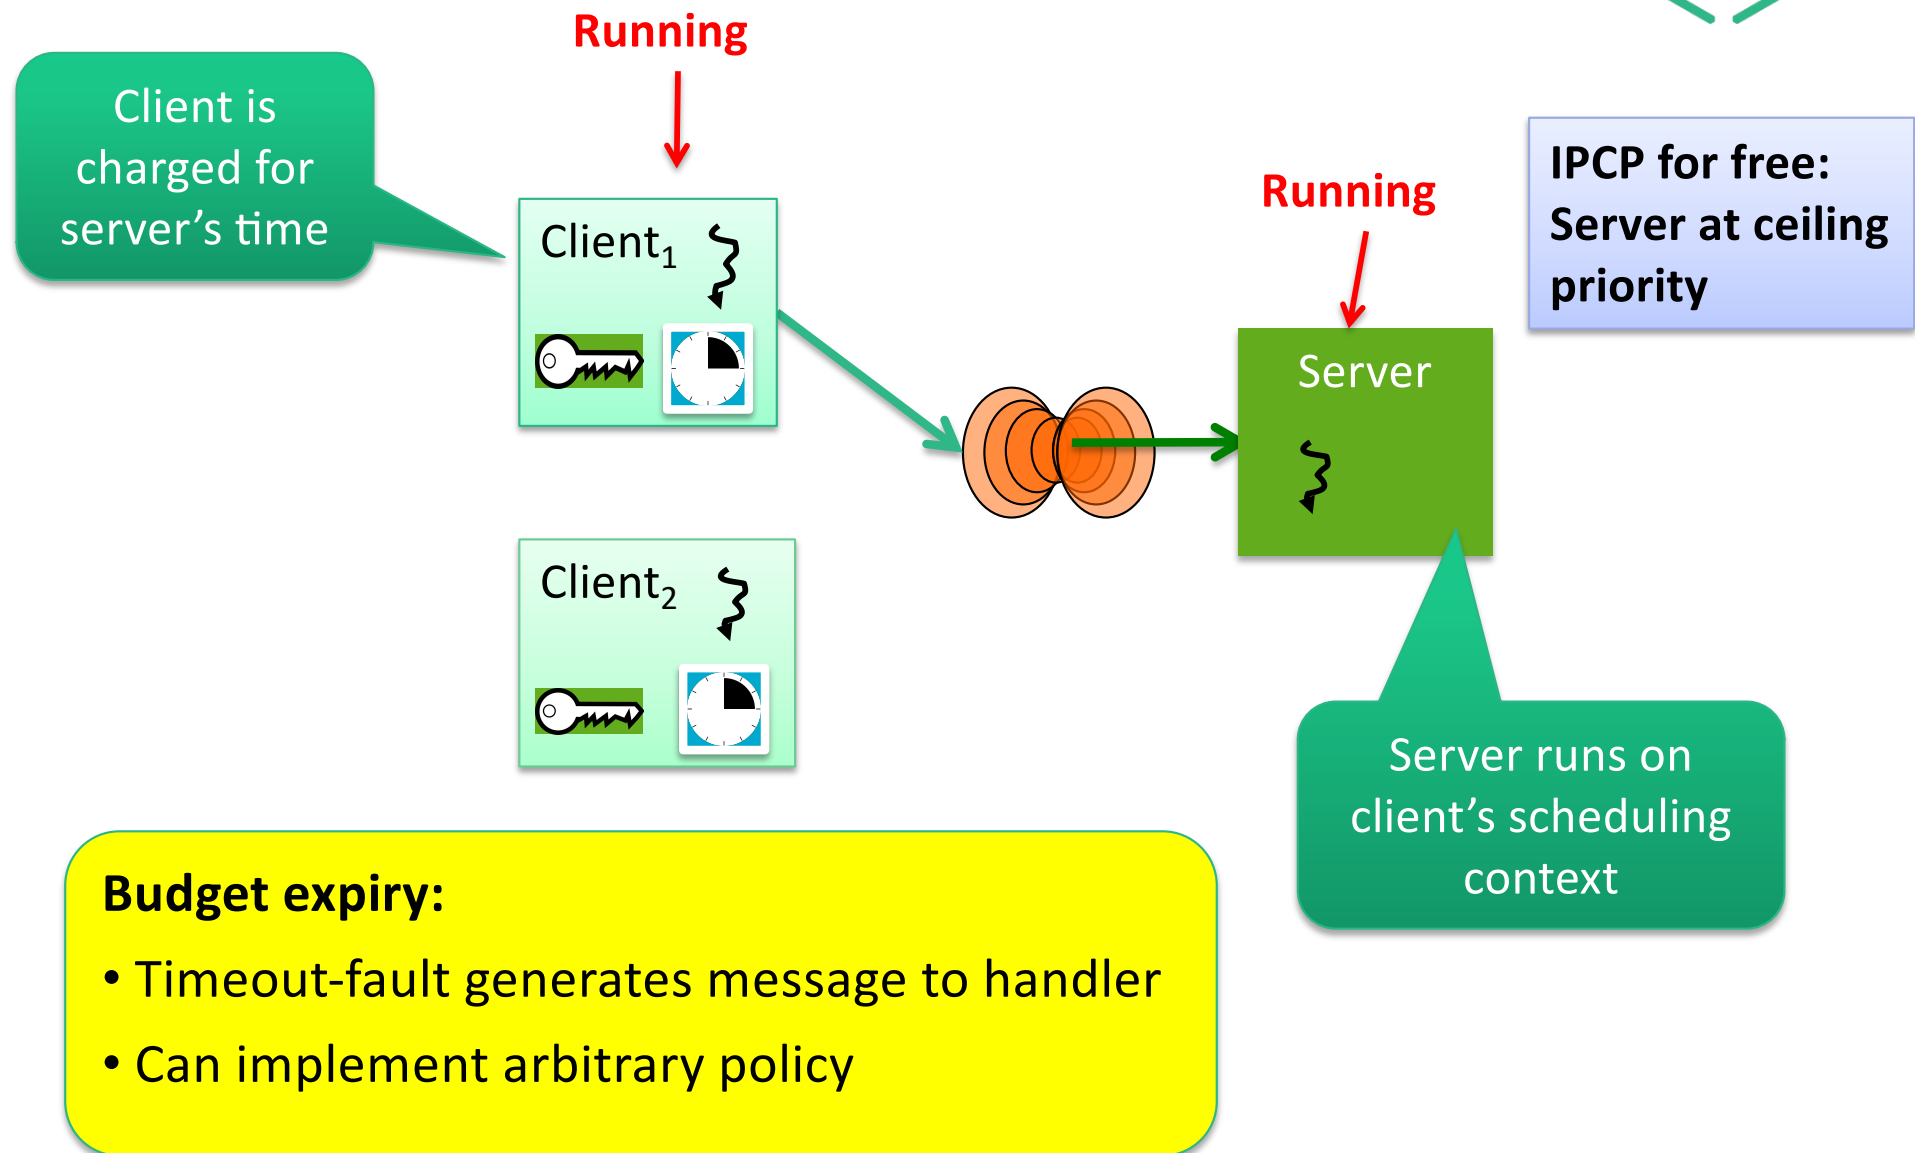 Running
Client is
charged for
server’s time
Running
IPCP for free:
Server at ceiling
priority
Client1
Server
Client2
Server runs on
client’s scheduling
context
Budget expiry:
• Timeout-fault generates message to handler
• Can implement arbitrary policy